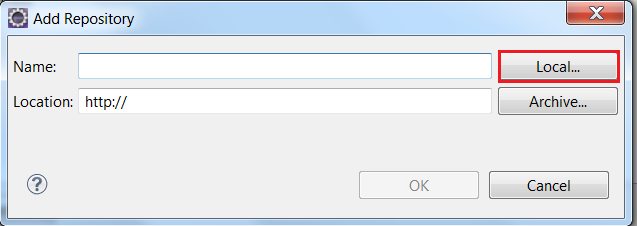 Add Repository
Name: Local...
Location: http:// Archive...
? OK Cancel